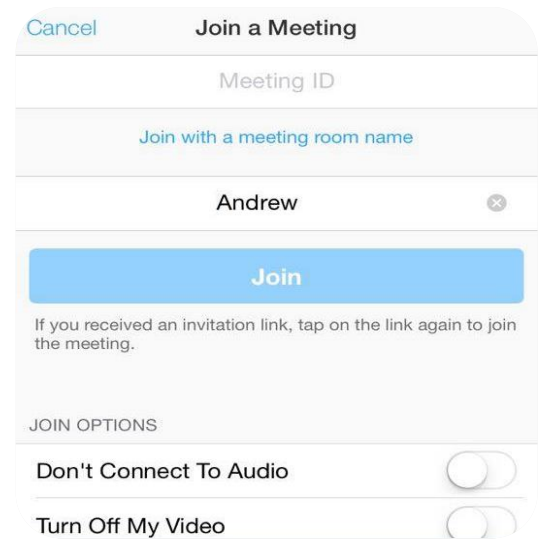 Cancel Join a Meeting
Meeting ID
Join with a meeting room name
Andrew
Join
If you received an invitation link, tap on the link again to join
the meeting.
JOIN OPTIONS
Don't Connect To Audio
Turn Off My Video